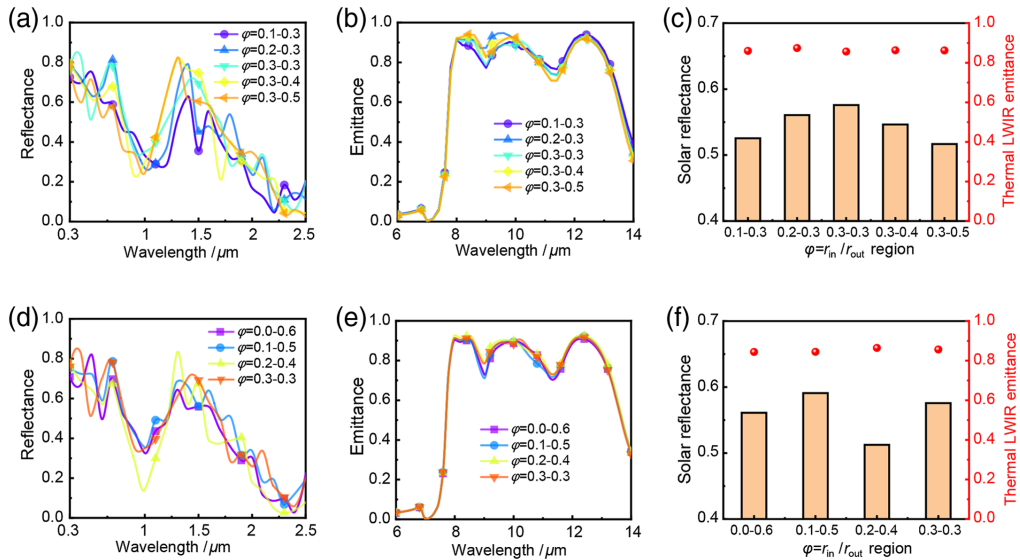 (a)
1.0
0.8
0.6
0.4
0.2
0.0
Reflectance
φ=0.1-0.3
φ=0.2-0.3
φ=0.3-0.3
φ=0.3-0.4
φ=0.3-0.5
0.3
1
1.5
2
2.5
Wavelength /μm
(b)
1.0
0.8
0.6
0.4
0.2
0.0
Emittance
φ=0.1-0.3
φ=0.2-0.3
φ=0.3-0.3
φ=0.3-0.4
φ=0.3-0.5
6
8
10
12
14
Wavelength /μm
(c)
0.7
0.6
0.5
0.4
Solar reflectance
1.0
0.8
0.6
0.4
0.2
0.0
Thermal LWIR emittance
0.1-0.3
0.2-0.3
0.3-0.3
0.3-0.4
0.3-0.5
φ=rin /rout region
(d)
1.0
0.8
0.6
0.4
0.2
0.0
Reflectance
φ=0.0-0.6
φ=0.1-0.5
φ=0.2-0.4
φ=0.3-0.3
0.3
1
1.5
2
2.5
Wavelength /μm
(e)
1.0
0.8
0.6
0.4
0.2
0.0
Emittance
φ=0.0-0.6
φ=0.1-0.5
φ=0.2-0.4
φ=0.3-0.3
6
8
10
12
14
Wavelength /μm
(f)
0.7
0.6
0.5
0.4
Solar reflectance
1.0
0.8
0.6
0.4
0.2
0.0
Thermal LWIR emittance
0.0-0.6
0.1-0.5
0.2-0.4
0.3-0.3
φ=rin /rout region